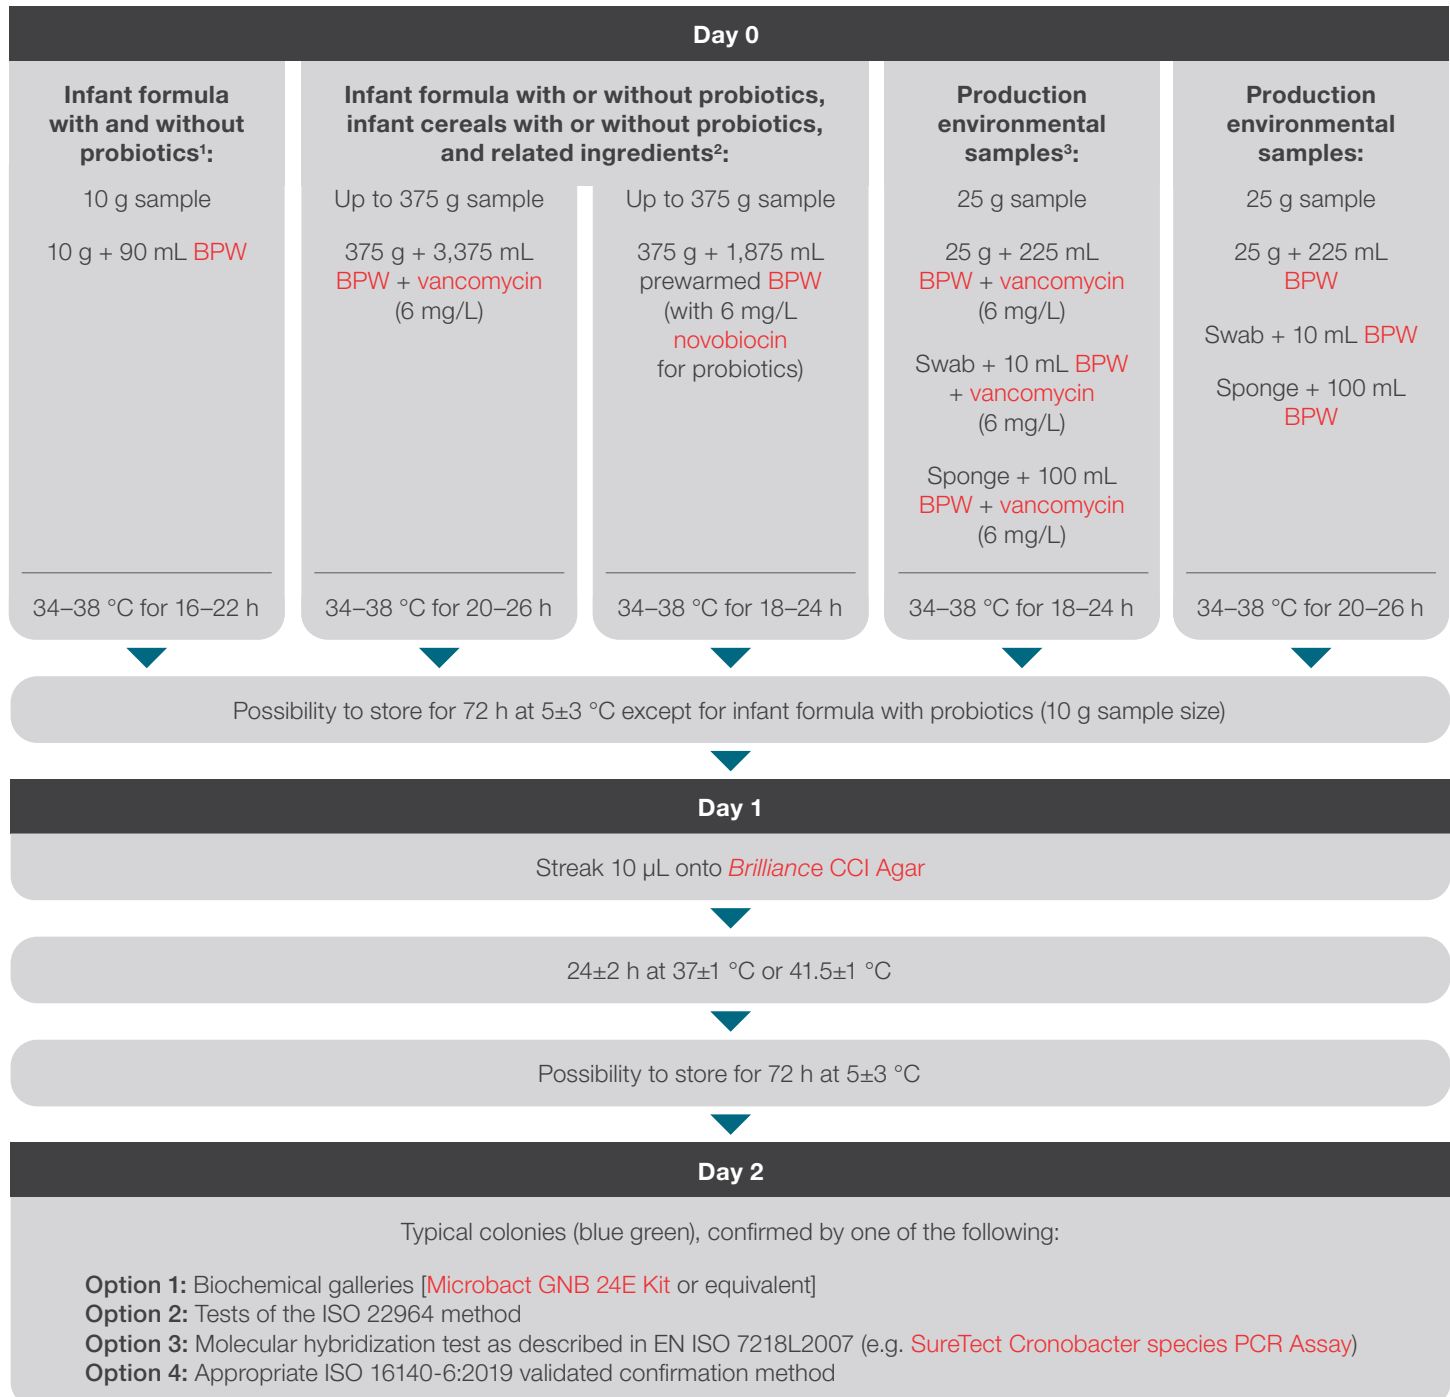 Day 0
Infant formula
with and without
probiotics¹:
10 g sample
10 g + 90 mL BPW
34–38 °C for 16–22 h
Infant formula with or without probiotics,
infant cereals with or without probiotics,
and related ingredients²:
Up to 375 g sample
375 g + 3,375 mL
BPW + vancomycin
(6 mg/L)
34–38 °C for 20–26 h
Up to 375 g sample
375 g + 1,875 mL
prewarmed BPW
(with 6 mg/L
novobiocin
for probiotics)
34–38 °C for 18–24 h
Production
environmental
samples³:
25 g sample
25 g + 225 mL
BPW + vancomycin
(6 mg/L)
Swab + 10 mL BPW
+ vancomycin
(6 mg/L)
Sponge + 100 mL
BPW + vancomycin
(6 mg/L)
34–38 °C for 18–24 h
Production
environmental
samples:
25 g sample
25 g + 225 mL
BPW
Swab + 10 mL BPW
Sponge + 100 mL
BPW
34–38 °C for 20–26 h
Possibility to store for 72 h at 5±3 °C except for infant formula with probiotics (10 g sample size)
Day 1
Streak 10 µL onto Brilliance CCI Agar
24±2 h at 37±1 °C or 41.5±1 °C
Possibility to store for 72 h at 5±3 °C
Day 2
Typical colonies (blue green), confirmed by one of the following:
Option 1: Biochemical galleries [Microbact GNB 24E Kit or equivalent]
Option 2: Tests of the ISO 22964 method
Option 3: Molecular hybridization test as described in EN ISO 7218L2007 (e.g. SureTect Cronobacter species PCR Assay)
Option 4: Appropriate ISO 16140-6:2019 validated confirmation method